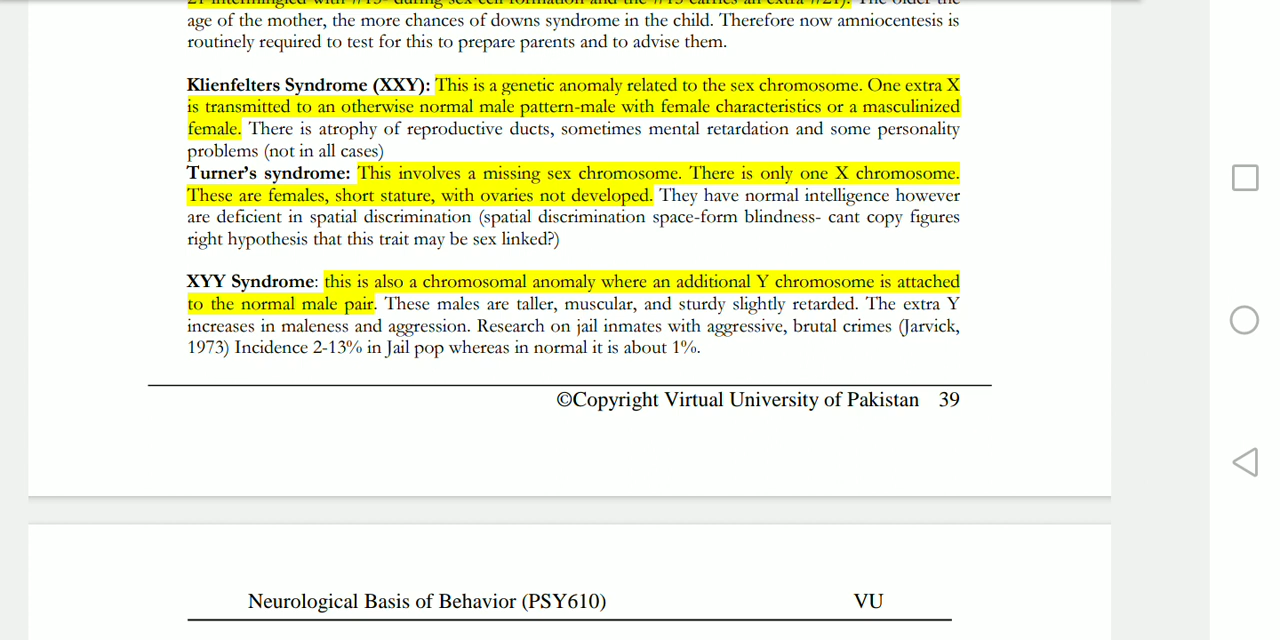 age of the mother, the more chances of downs syndrome in the child. Therefore now amniocentesis is
routinely required to test for this to prepare parents and to advise them.
Klienfelters Syndrome (XXY): This is a genetic anomaly related to the sex chromosome. One extra X
is transmitted to an otherwise normal male pattern-male with female characteristics or a masculinized
female. There is atrophy of reproductive ducts, sometimes mental retardation and some personality
problems (not in all cases)
Turner's syndrome: This involves a missing sex chromosome. There is only one X chromosome.
These are females, short stature, with ovaries not developed. They have normal intelligence however
are deficient in spatial discrimination (spatial discrimination space-form blindness- cant copy figures
right hypothesis that this trait may be sex linked?)
XYY Syndrome: this is also a chromosomal anomaly where an additional Y chromosome is attached
to the normal male pair. These males are taller, muscular, and sturdy slightly retarded. The extra Y
increases in maleness and aggression. Research on jail inmates with aggressive, brutal crimes (Jarvick,
1973) Incidence 2-13% in Jail pop whereas in normal it is about 1%.
©Copyright Virtual University of Pakistan 39
Neurological Basis of Behavior (PSY610) VU